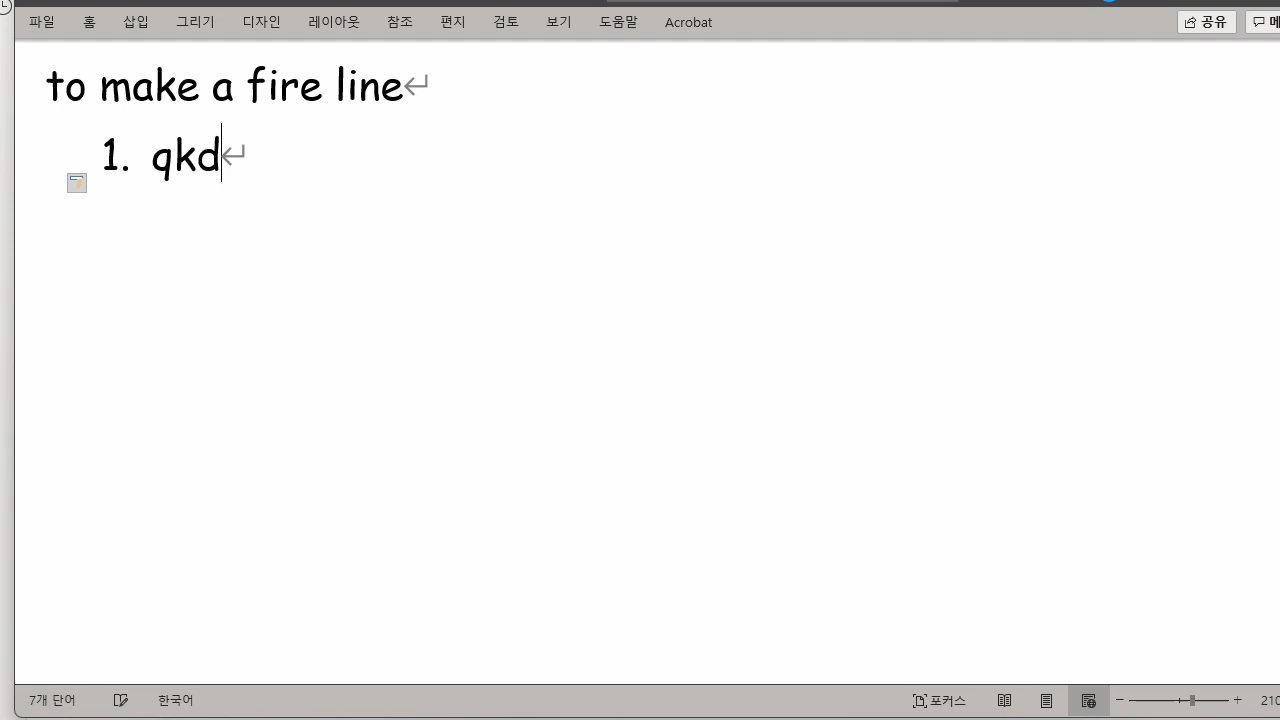 파일 홈 삽입 그리기 디자인 레이아웃 참조 편지 검토 보기 도움말 Acrobat 공유 메
to make a fire line
1. qkd
7개 단어 한국어 포커스 210